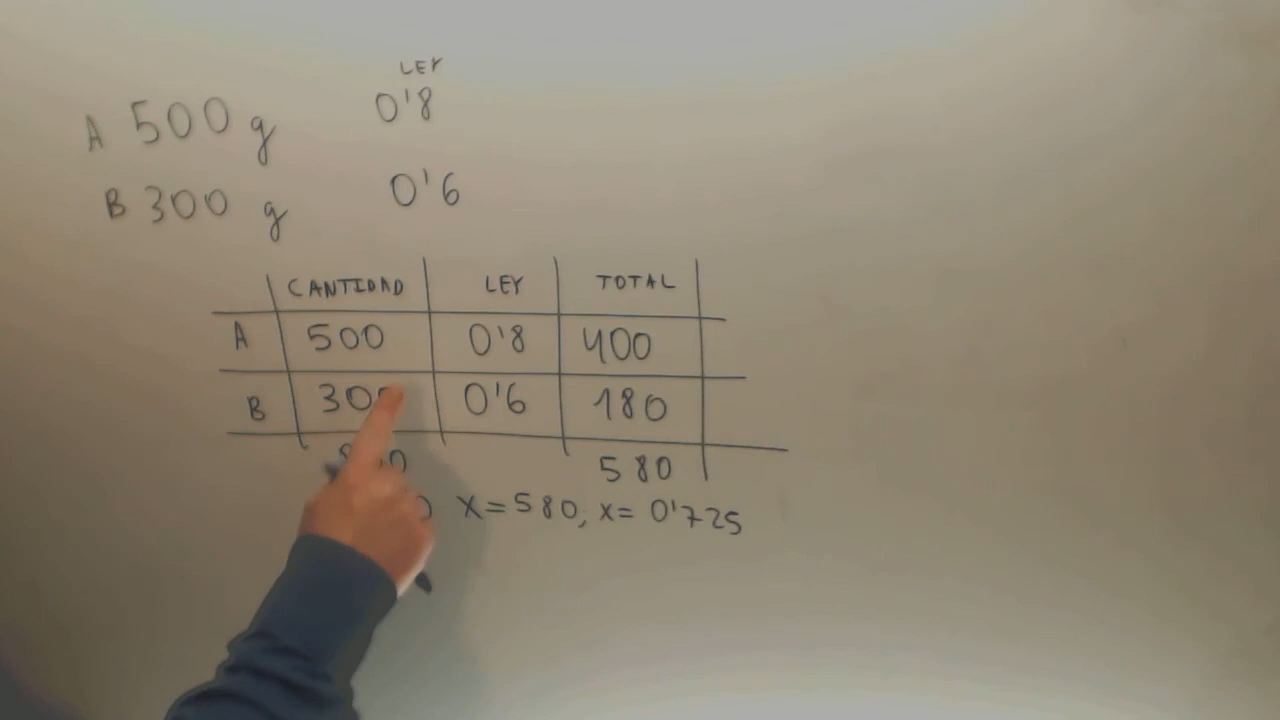 LEY
A 500 g 0'8
B 300 g 0'6
CANTIDAD LEY TOTAL
A 500 0'8 400
B 300 0'6 180
580
X=580, x= 0'725